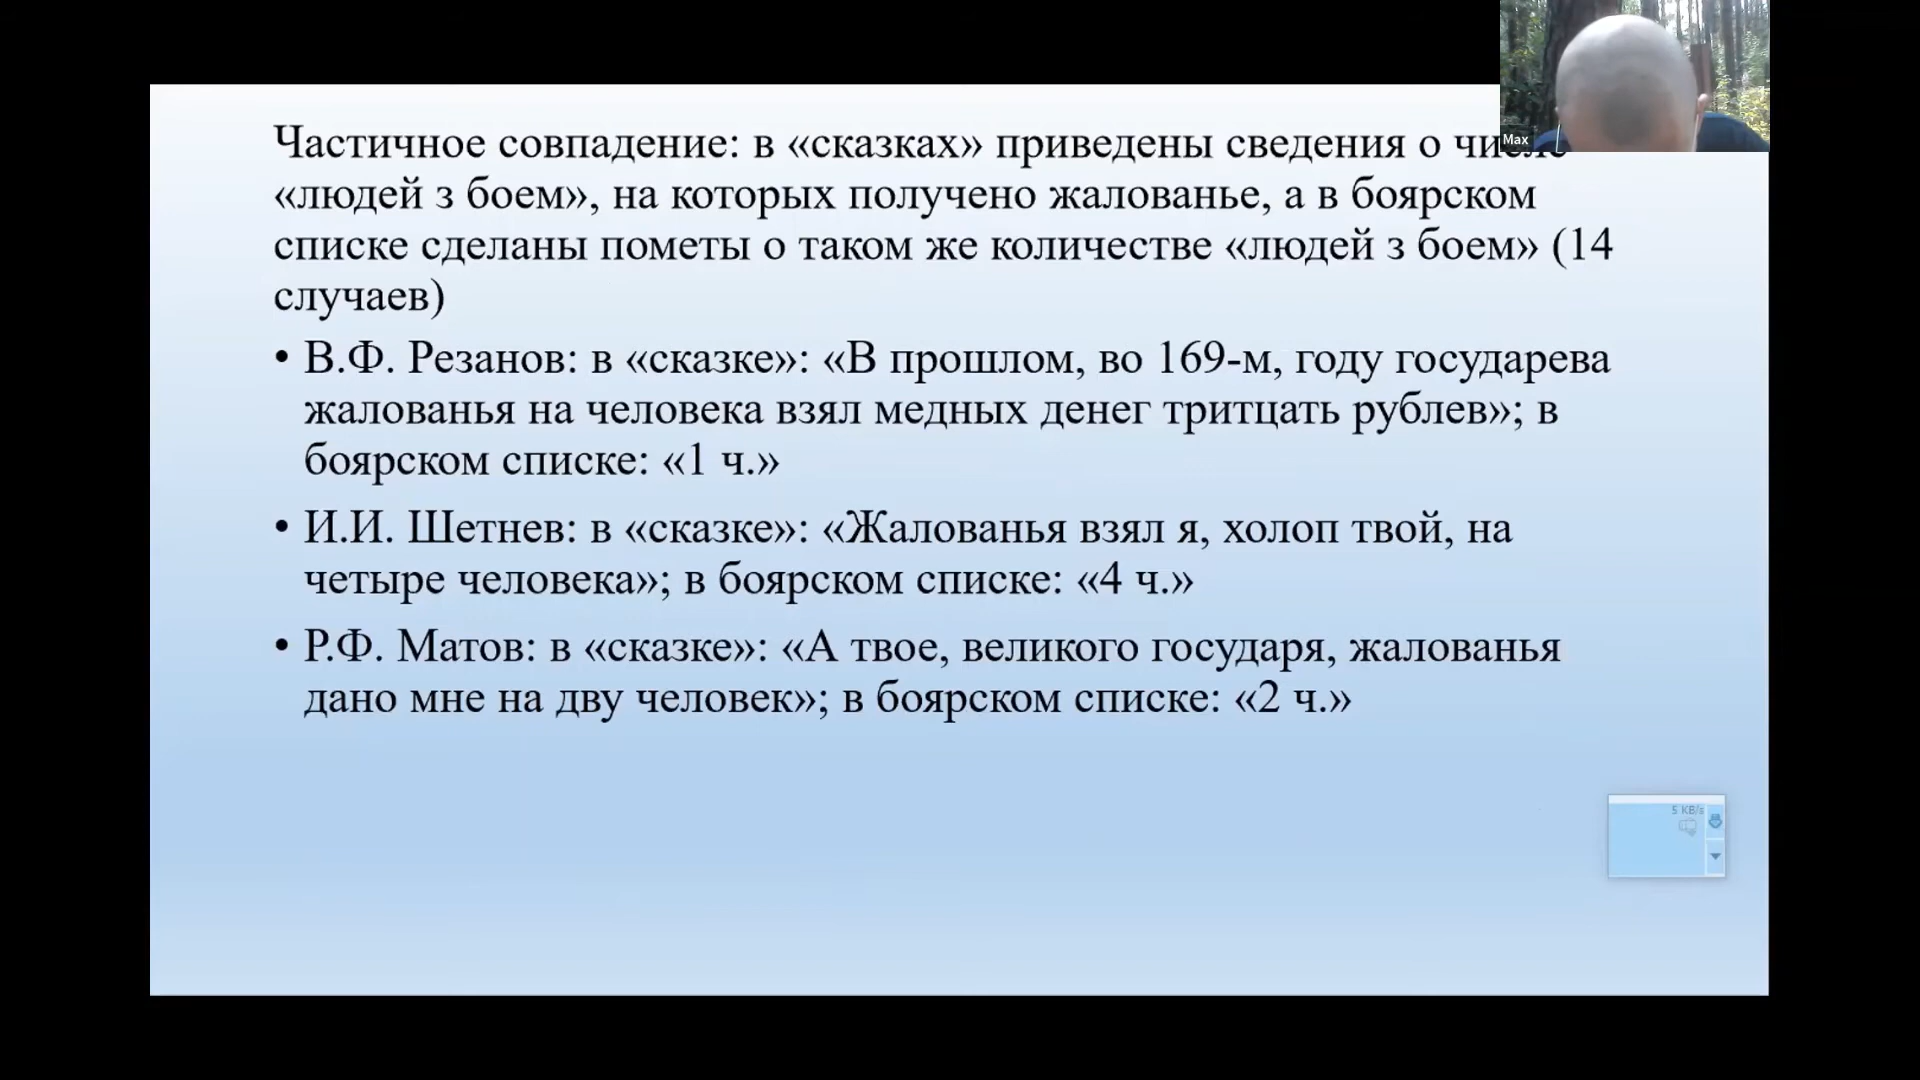 Max
Частичное совпадение: в «сказках» приведены сведения о числе
«людей з боем», на которых получено жалованье, а в боярском
списке сделаны пометы о таком же количестве «людей з боем» (14
случаев)
• В.Ф. Резанов: в «сказке»: «В прошлом, во 169-м, году государева
жалованья на человека взял медных денег тритцать рублев»; в
боярском списке: «1 ч.»
• И.И. Шетнев: в «сказке»: «Жалованья взял я, холоп твой, на
четыре человека»; в боярском списке: «4 ч.»
• Р.Ф. Матов: в «сказке»: «А твое, великого государя, жалованья
дано мне на дву человек»; в боярском списке: «2 ч.»
5 KB/s